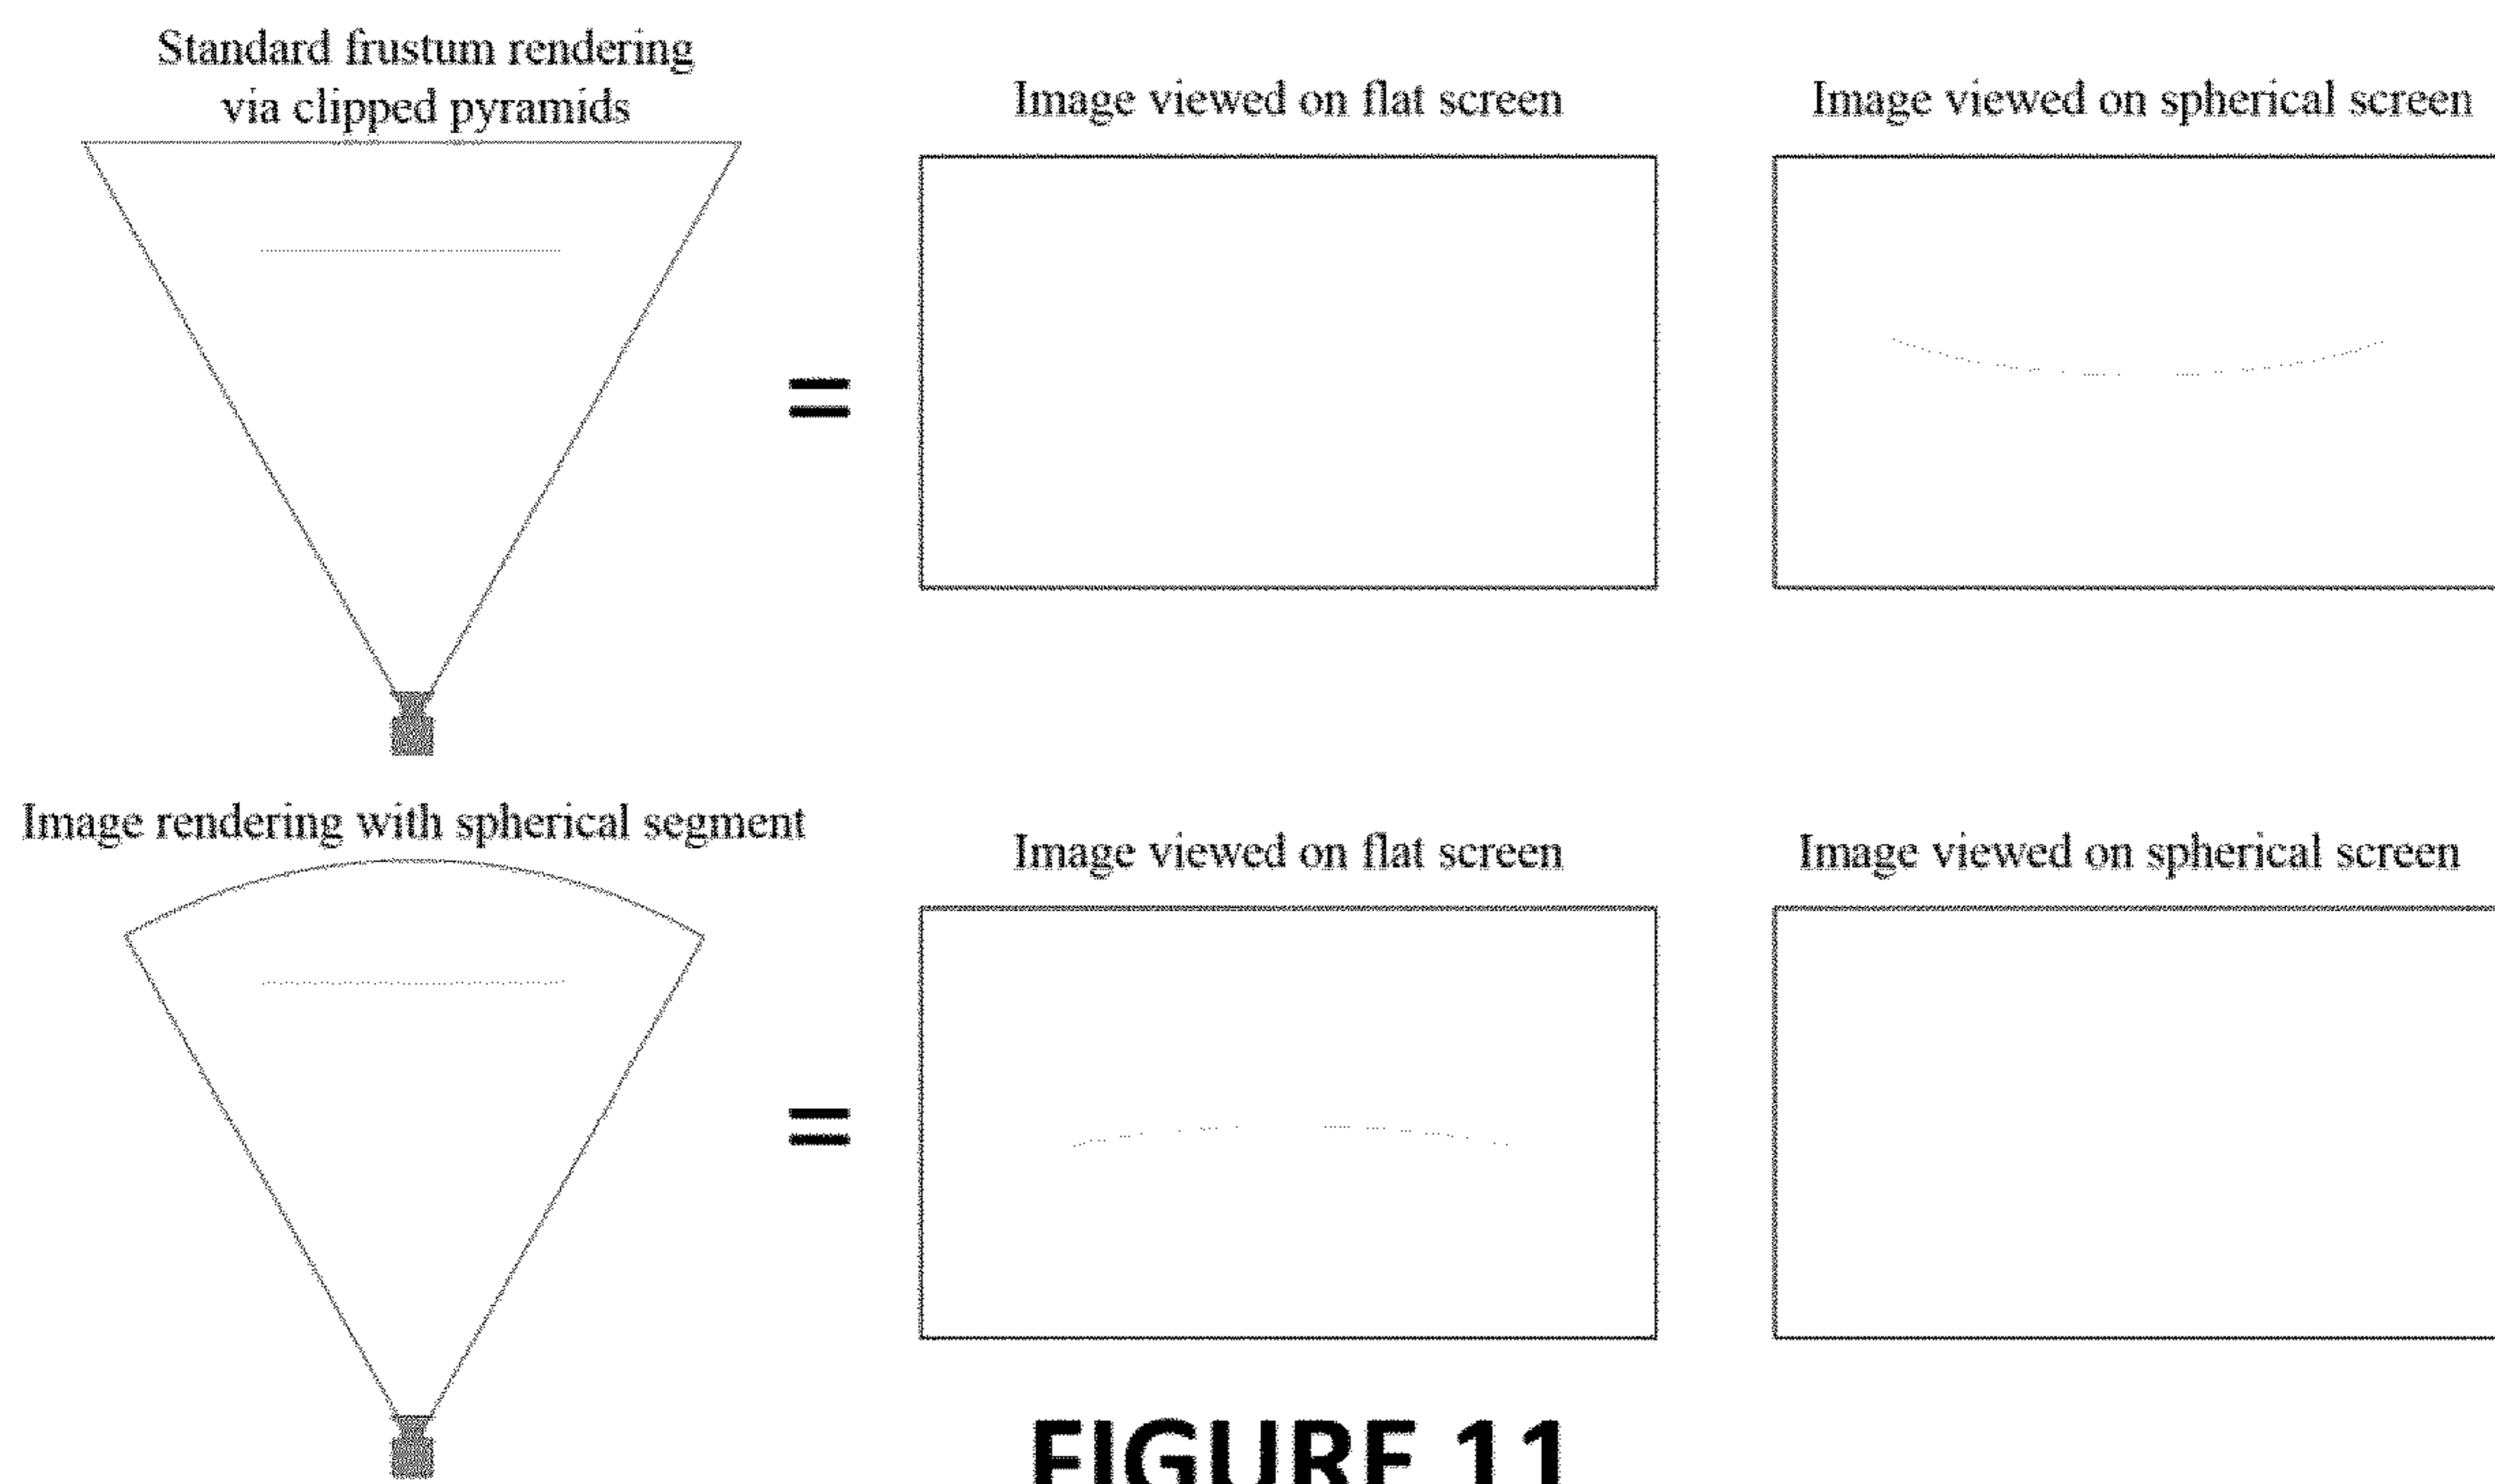 Standard frustum rendering
via clipped pyramids
Image viewed on flat screen
Image viewed on spherical screen
Image rendering with spherical segment
Image viewed on flat screen
Image viewed on spherical screen
FIGURE 11